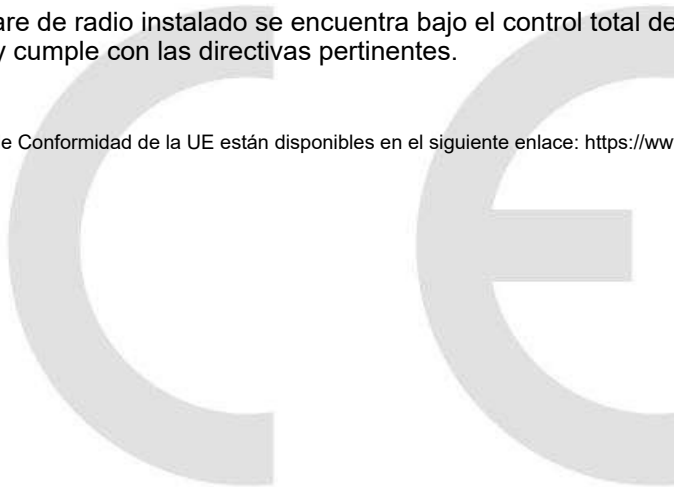 are de radio instalado se encuentra bajo el control total de
y cumple con las directivas pertinentes.
e Conformidad de la UE están disponibles en el siguiente enlace: https://ww
CE